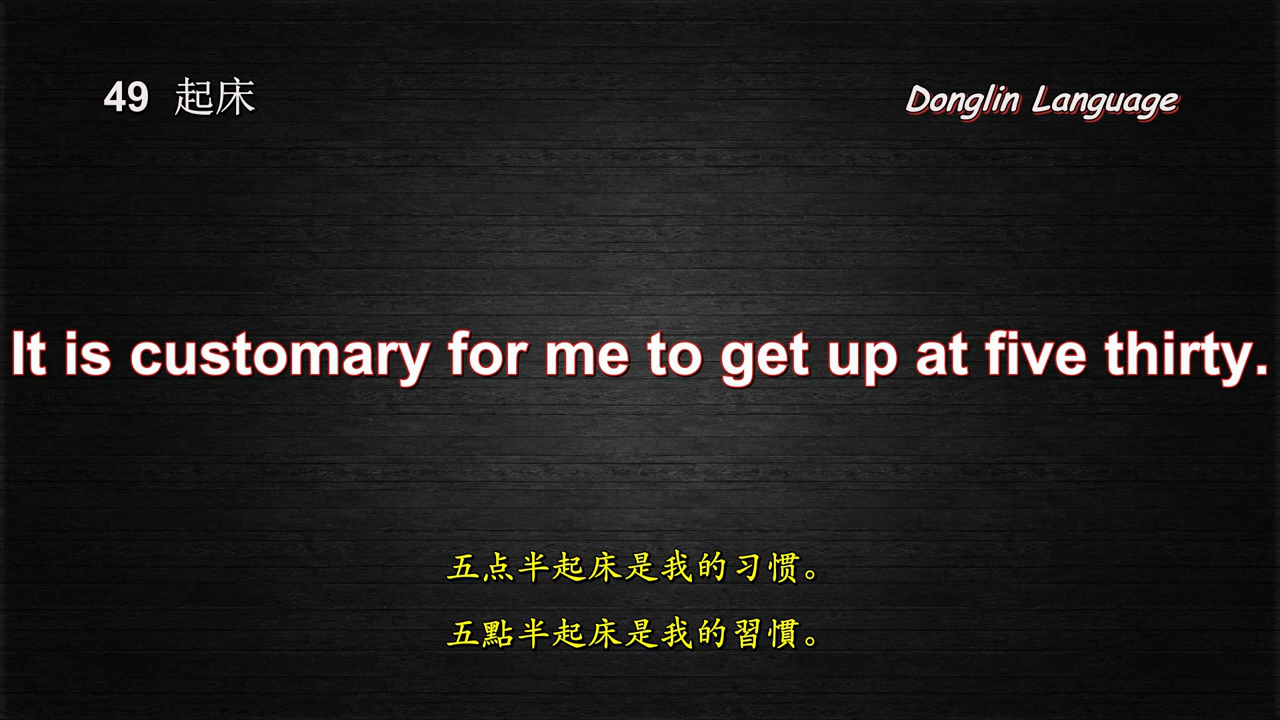 49 起床
Donglin Language
It is customary for me to get up at five thirty.
五点半起床是我的习惯。
五點半起床是我的習慣。